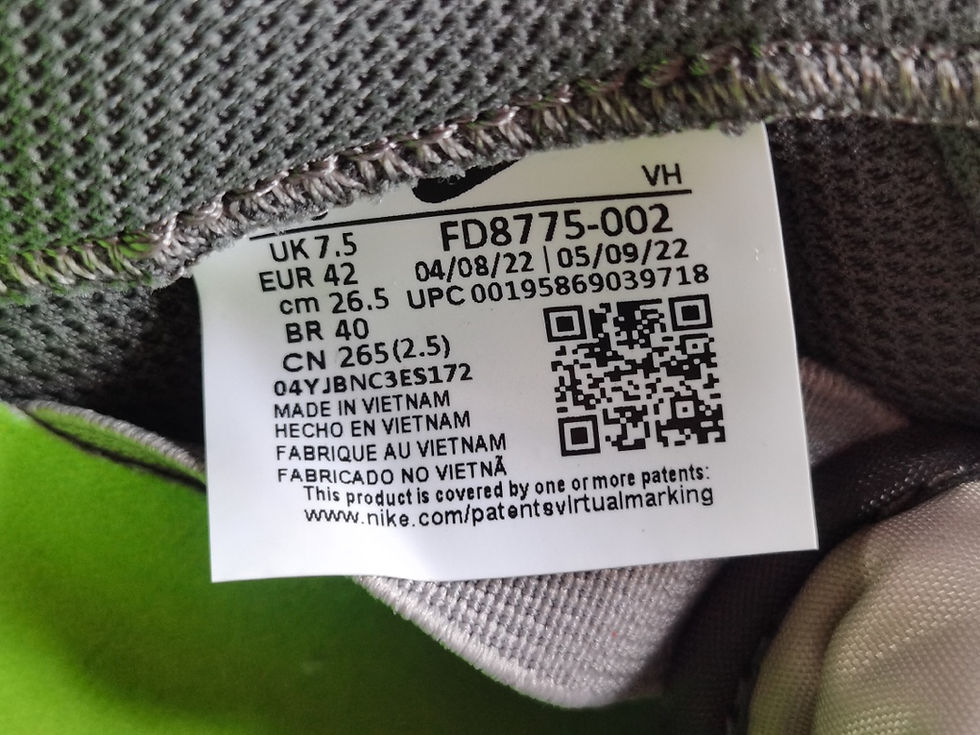 VH
UK 7.5
FD8775-002
EUR 42
04/08/22 | 05/09/22
cm 26.5
UPC 00195869039718
BR 40
CN 265(2.5)
04YJBNC3ES172
MADE IN VIETNAM
HECHO EN VIETNAM
FABRIQUE AU VIETNAM
FABRICADO NO VIETNÃ
This product is covered by one or more patents:
www.nike.com/patentsvirtualmarking